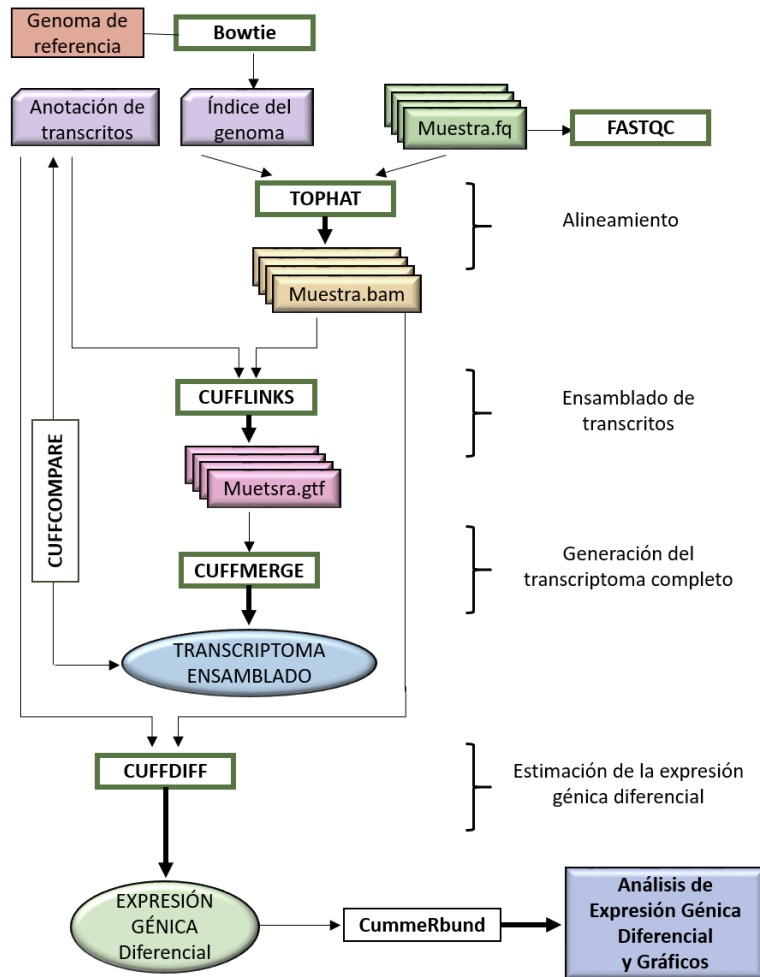 Genoma de
referencia
Bowtie
Anotación de
transcritos
Índice del
genoma
Muestra.fq
FASTQC
TOPHAT
Alineamiento
Muestra.bam
CUFFLINKS
Ensamblado de
transcritos
CUFFCOMPARE
Muetsra.gtf
CUFFMERGE
Generación del
transcriptoma completo
TRANSCRIPTOMA
ENSAMBLADO
CUFFDIFF
Estimación de la expresión
génica diferencial
EXPRESIÓN
GÉNICA
Diferencial
CummeRbund
Análisis de
Expresión Génica
Diferencial
y Gráficos